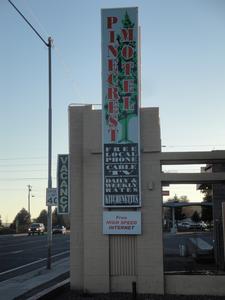 PINECREST
MOTEL
FREE
LOCAL
PHONE
CABLE
TV
DAILY &
WEEKLY
RATES
KITCHENETTES
Free
HIGH SPEED
INTERNET
VACANCY